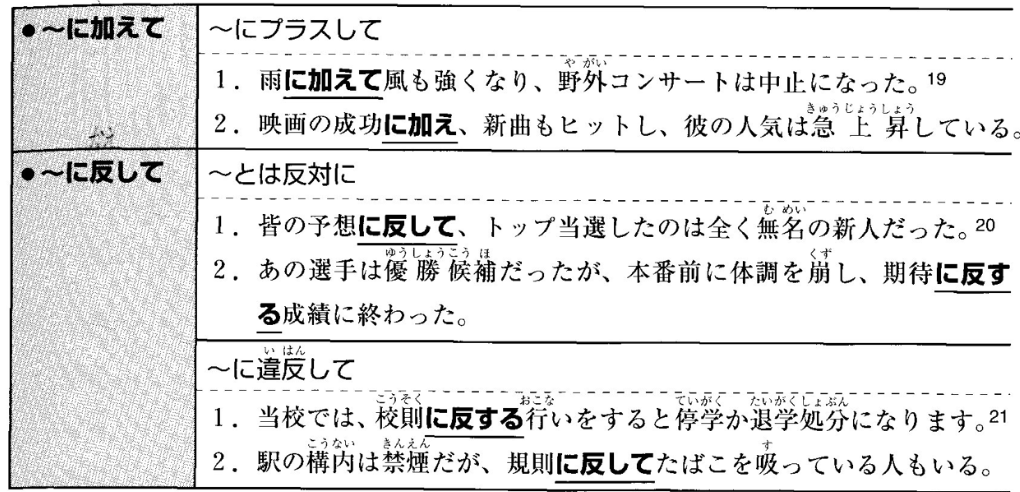 ●～に加えて
～にプラスして
1．雨に加えて風も強くなり、野外コンサートは中止になった。19
2．映画の成功に加え、新曲もヒットし、彼の人気は急上昇している。
●～に反して
～とは反対に
1．皆の予想に反して、トップ当選したのは全く無名の新人だった。20
2．あの選手は優勝候補だったが、本番前に体調を崩し、期待に反す
る成績に終わった。
～に違反して
1．当校では、校則に反する行いをすると停学か退学処分になります。21
2．駅の構内は禁煙だが、規則に反してたばこを吸っている人もいる。